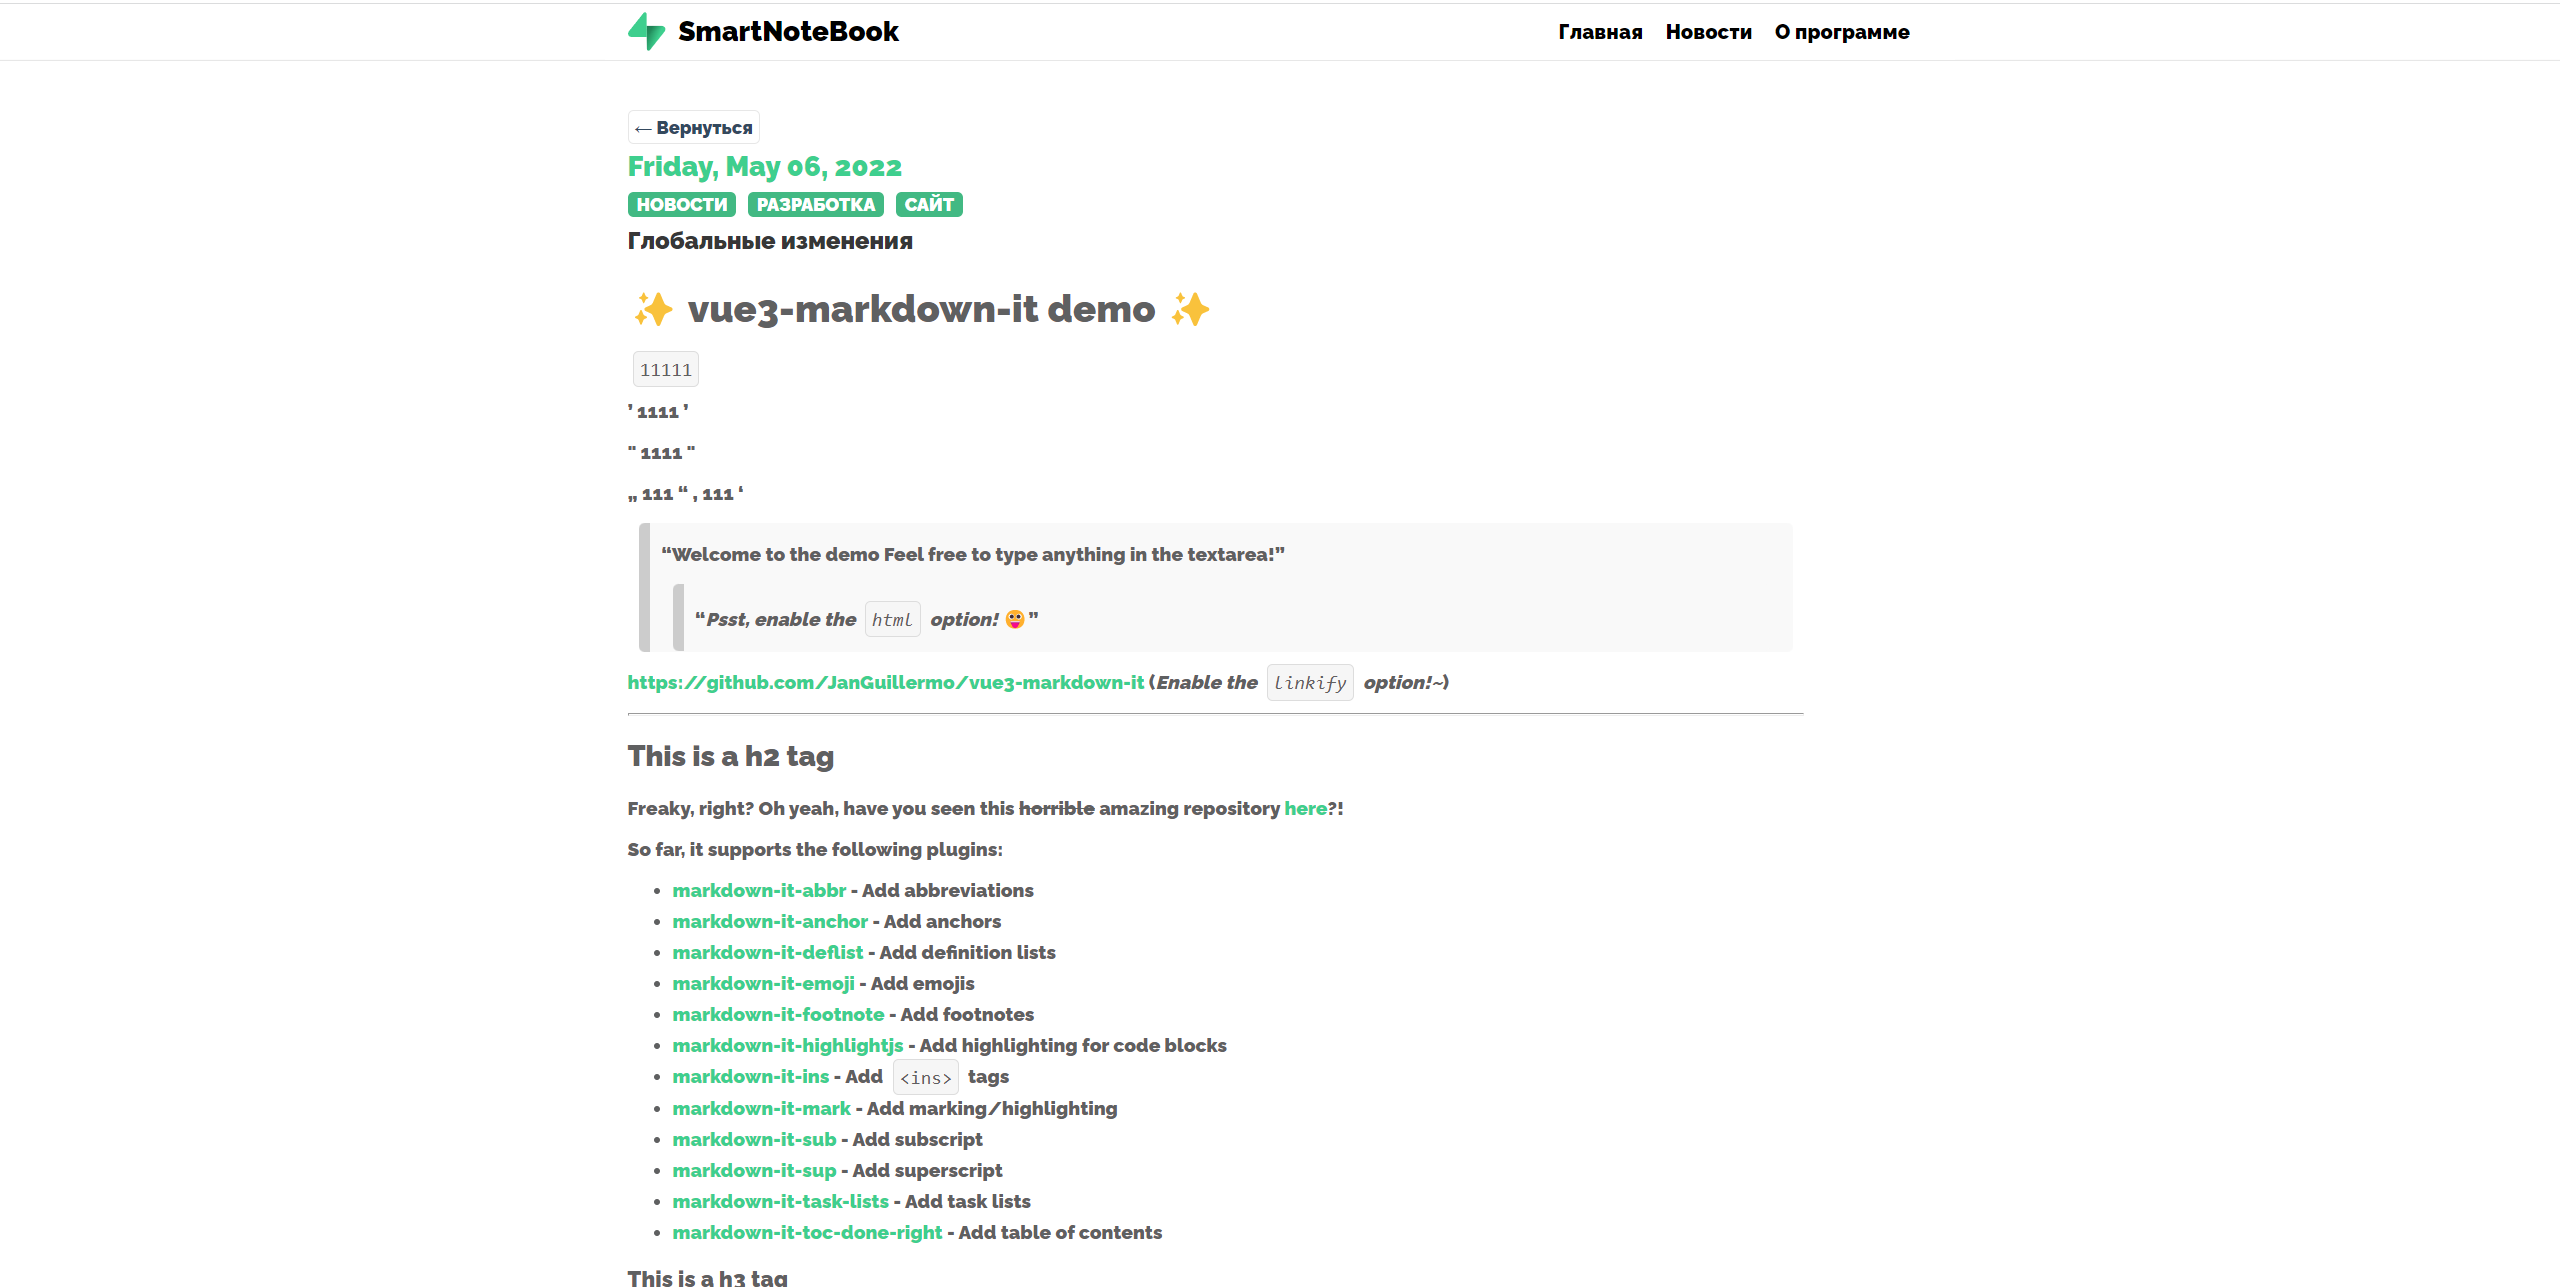 SmartNoteBook
Главная Новости О программе
← Вернуться
Friday, May 06, 2022
НОВОСТИ РАЗРАБОТКА САЙТ
Глобальные изменения
✨ vue3-markdown-it demo ✨
11111
’ 1111 ’
" 1111 "
„ 111 “ ‚ 111 ‘
“Welcome to the demo Feel free to type anything in the textarea!”
“Psst, enable the html option! 😜”
https://github.com/JanGuillermo/vue3-markdown-it (Enable the linkify option!~)
This is a h2 tag
Freaky, right? Oh yeah, have you seen this horrible amazing repository here?!
So far, it supports the following plugins:
• markdown-it-abbr - Add abbreviations
• markdown-it-anchor - Add anchors
• markdown-it-deflist - Add definition lists
• markdown-it-emoji - Add emojis
• markdown-it-footnote - Add footnotes
• markdown-it-highlightjs - Add highlighting for code blocks
• markdown-it-ins - Add <ins> tags
• markdown-it-mark - Add marking/highlighting
• markdown-it-sub - Add subscript
• markdown-it-sup - Add superscript
• markdown-it-task-lists - Add task lists
• markdown-it-toc-done-right - Add table of contents
This is a h3 tag